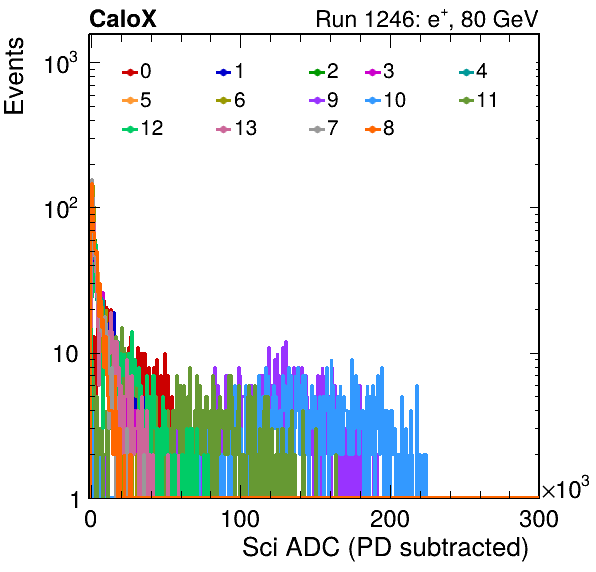 CaloX Run 1246: e⁺, 80 GeV
Events
10³
0 1 2 3 4
5 6 9 10 11
12 13 7 8
10²
10
1
×10³
0 100 200 300
Sci ADC (PD subtracted)